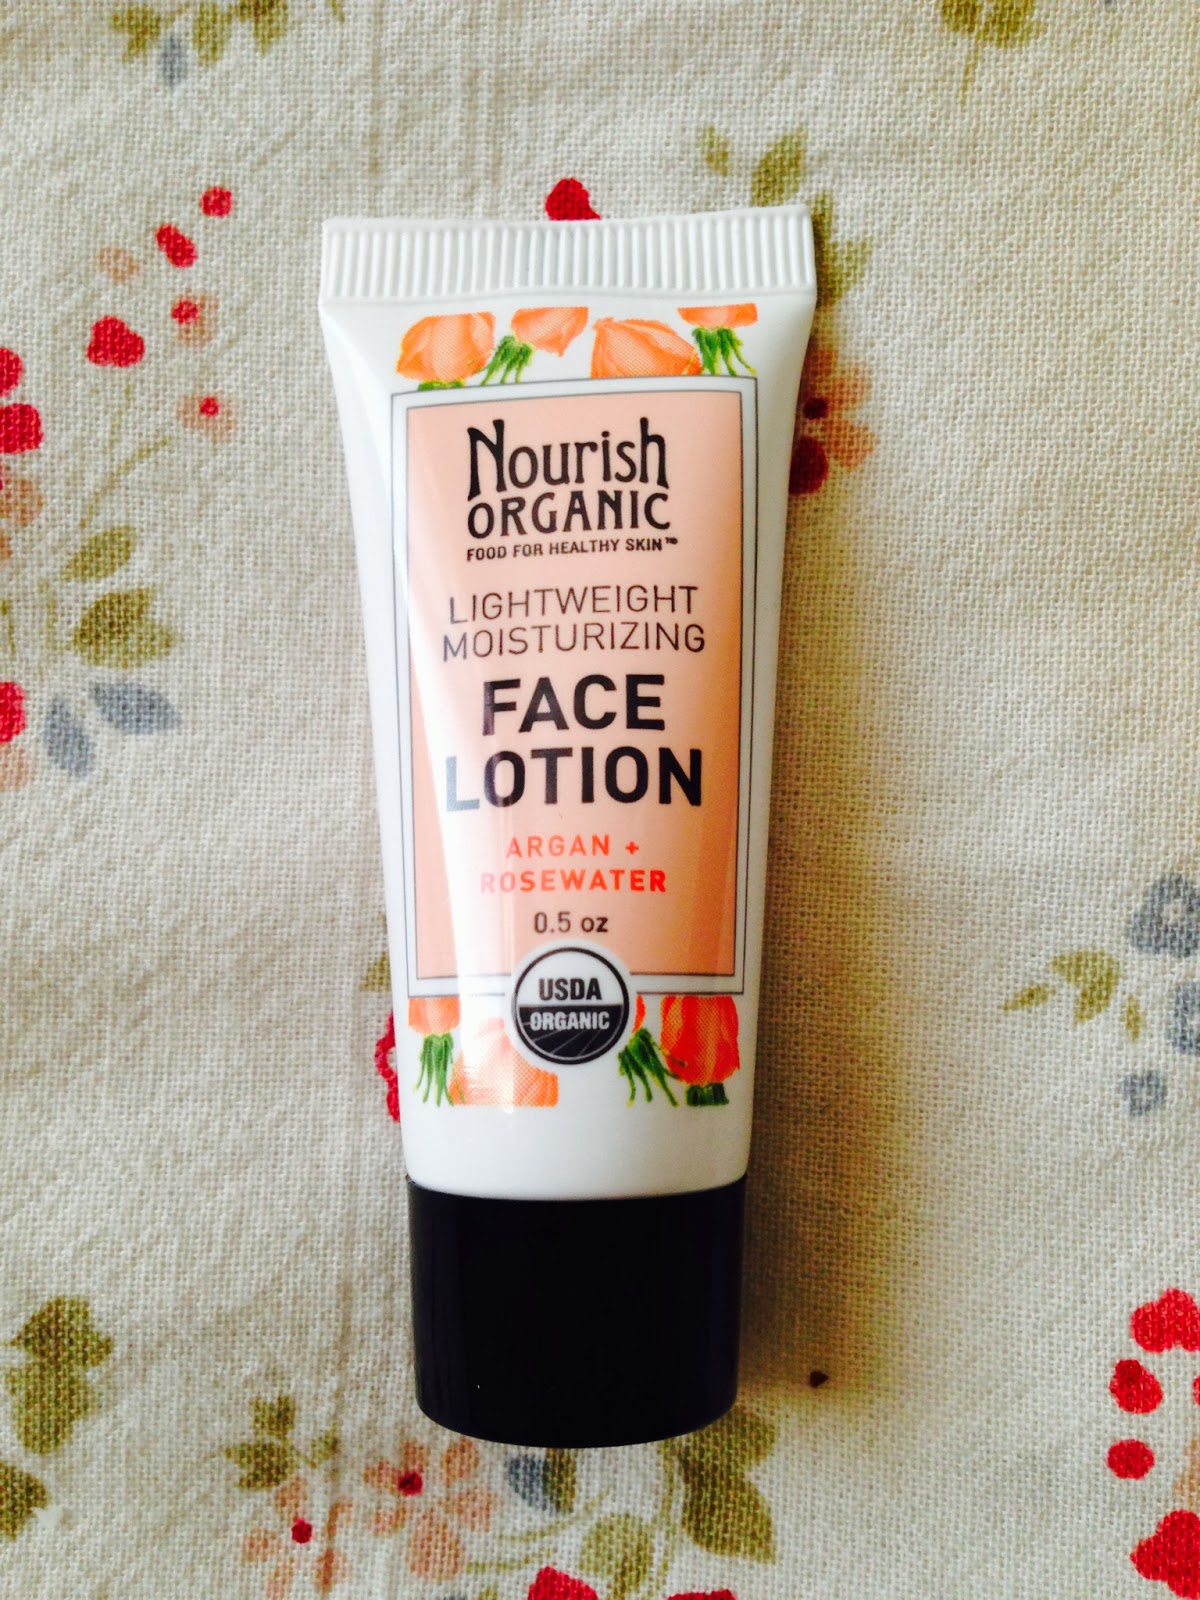 Nourish
ORGANIC
FOOD FOR HEALTHY SKIN™
LIGHTWEIGHT
MOISTURIZING
FACE
LOTION
ARGAN +
ROSEWATER
0.5 oz
USDA
ORGANIC